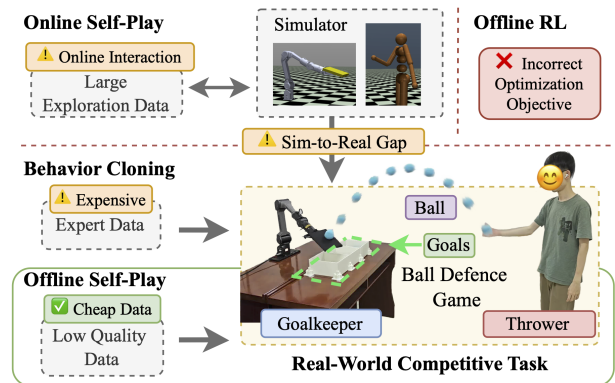 Online Self-Play
Simulator
Offline RL
⚠️ Online Interaction
Large
Exploration Data
❌ Incorrect
Optimization
Objective
⚠️ Sim-to-Real Gap
Behavior Cloning
⚠️ Expensive
Expert Data
Ball
Goals
Ball Defence
Game
Offline Self-Play
✅ Cheap Data
Low Quality
Data
Goalkeeper
Thrower
Real-World Competitive Task